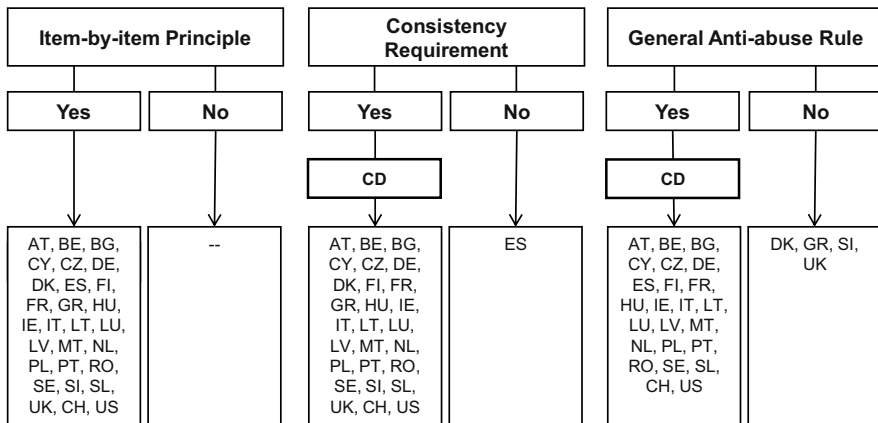 Item-by-item Principle
Consistency
Requirement
General Anti-abuse Rule
Yes
No
Yes
No
Yes
No
CD
CD
AT, BE, BG,
CY, CZ, DE,
DK, ES, FI,
FR, GR, HU,
IE, IT, LT, LU,
LV, MT, NL,
PL, PT, RO,
SE, SI, SL,
UK, CH, US
--
AT, BE, BG,
CY, CZ, DE,
DK, FI, FR,
GR, HU, IE,
IT, LT, LU,
LV, MT, NL,
PL, PT, RO,
SE, SI, SL,
UK, CH, US
ES
AT, BE, BG,
CY, CZ, DE,
ES, FI, FR,
HU, IE, IT, LT,
LU, LV, MT,
NL, PL, PT,
RO, SE, SL,
CH, US
DK, GR, SI,
UK